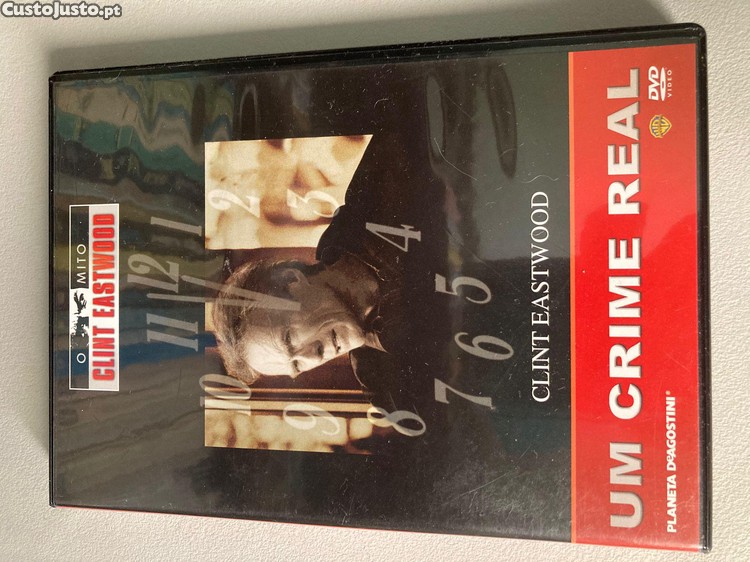 CustoJusto.pt
O MITO
CLINT EASTWOOD
11 12 1
10 2
9 3
8 4
7 6 5
CLINT EASTWOOD
UM CRIME REAL
PLANETA DEAGOSTINI®
DVD
VIDEO
WB